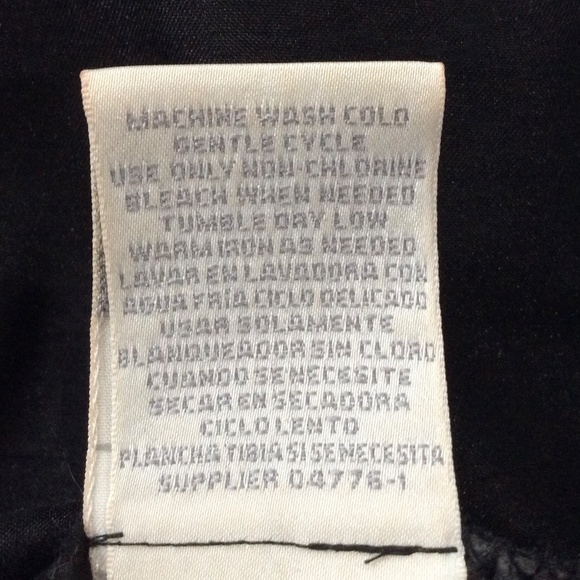 MACHINE WASH COLD
GENTLE CYCLE
USE ONLY NON-CHLORINE
BLEACH WHEN NEEDED
TUMBLE DRY LOW
WARM IRON AS NEEDED
LAVAR EN LAVADORA CON
AGUA FRIA CICLO DELICADO
USAR SOLAMENTE
BLANQUEADOR SIN CLORO
CUANDO SE NECESITE
SECAR EN SECADORA
CICLO LENTO
PLANCHA TIBIA SI SE NECESITA
SUPPLIER 04776-1